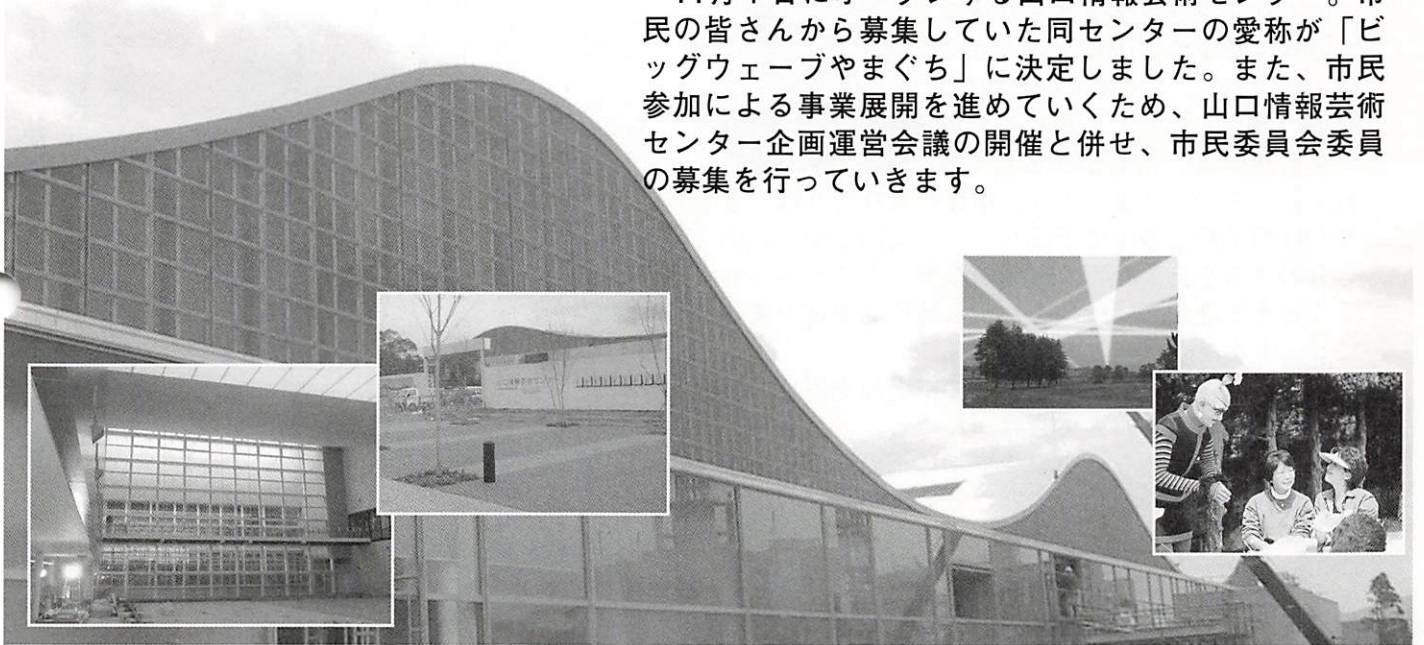 民の皆さんから募集していた同センターの愛称が「ビ
ッグウェーブやまぐち」に決定しました。また、市民
参加による事業展開を進めていくため、山口情報芸術
センター企画運営会議の開催と併せ、市民委員会委員
の募集を行っていきます。